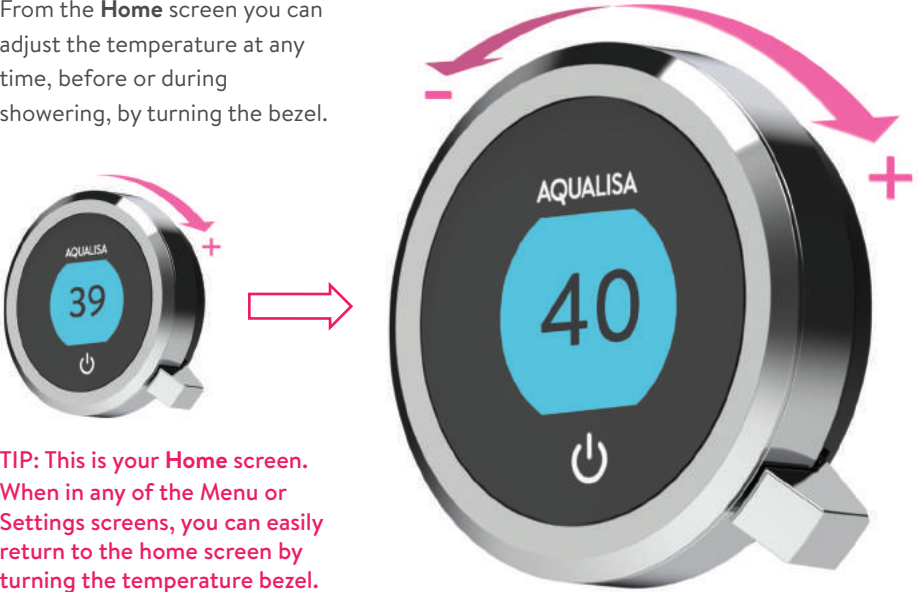 From the Home screen you can
adjust the temperature at any
time, before or during
showering, by turning the bezel.
-
+
AQUALISA
40
+
AQUALISA
39
TIP: This is your Home screen.
When in any of the Menu or
Settings screens, you can easily
return to the home screen by
turning the temperature bezel.